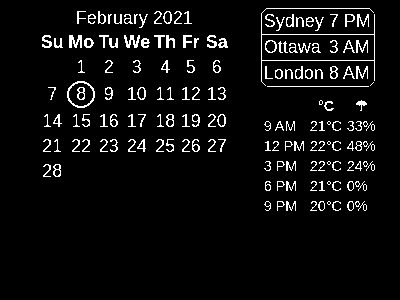 February 2021
Su Mo Tu We Th Fr Sa
1 2 3 4 5 6
7 8 9 10 11 12 13
14 15 16 17 18 19 20
21 22 23 24 25 26 27
28
Sydney 7 PM
Ottawa 3 AM
London 8 AM
°C ☂
9 AM 21°C 33%
12 PM 22°C 48%
3 PM 22°C 24%
6 PM 21°C 0%
9 PM 20°C 0%